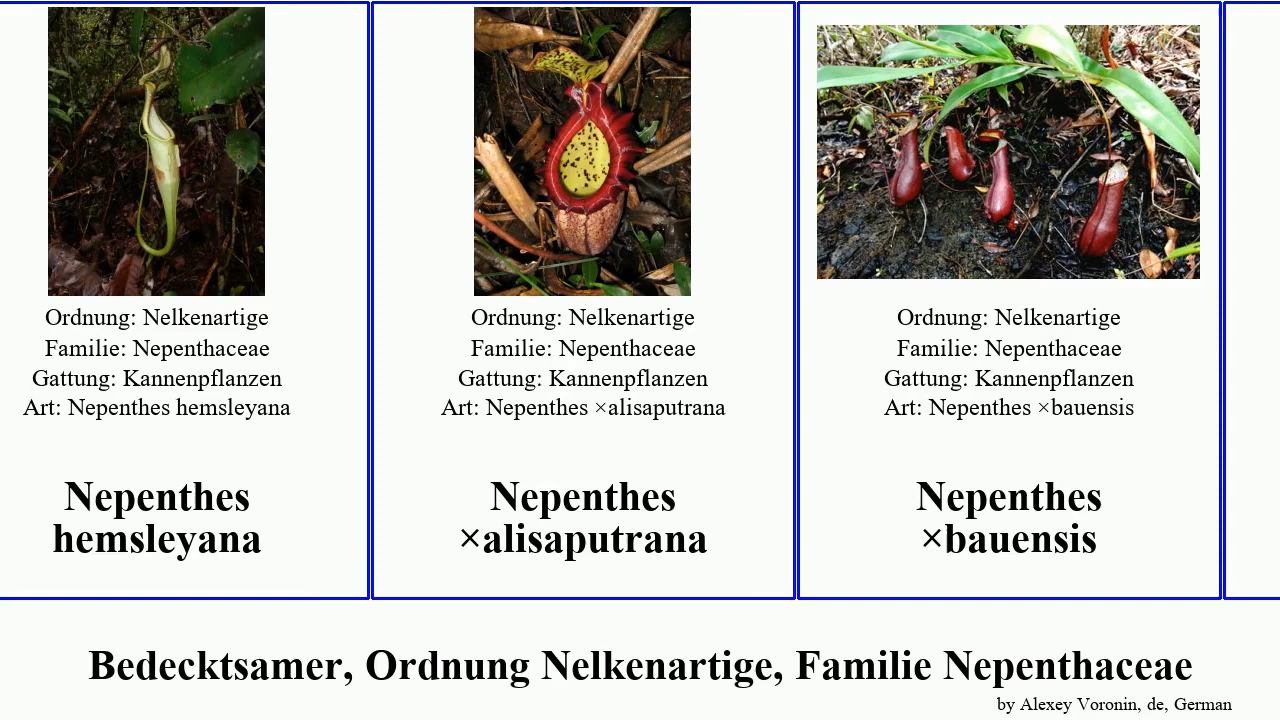 Ordnung: Nelkenartige
Familie: Nepenthaceae
Gattung: Kannenpflanzen
Art: Nepenthes hemsleyana
Nepenthes
hemsleyana
Ordnung: Nelkenartige
Familie: Nepenthaceae
Gattung: Kannenpflanzen
Art: Nepenthes ×alisaputrana
Nepenthes
×alisaputrana
Ordnung: Nelkenartige
Familie: Nepenthaceae
Gattung: Kannenpflanzen
Art: Nepenthes ×bauensis
Nepenthes
×bauensis
Bedecktsamer, Ordnung Nelkenartige, Familie Nepenthaceae
by Alexey Voronin, de, German